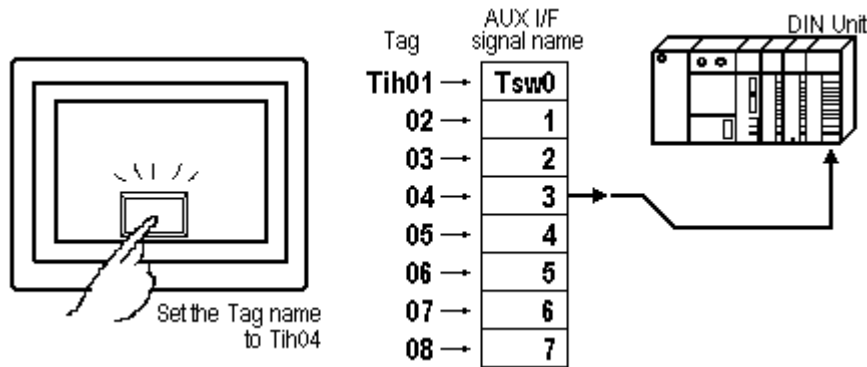 AUX I/F
Tag signal name
DIN Unit
Tih01 → Tsw0
02 → 1
03 → 2
04 → 3
05 → 4
06 → 5
07 → 6
08 → 7
Set the Tag name
to Tih04